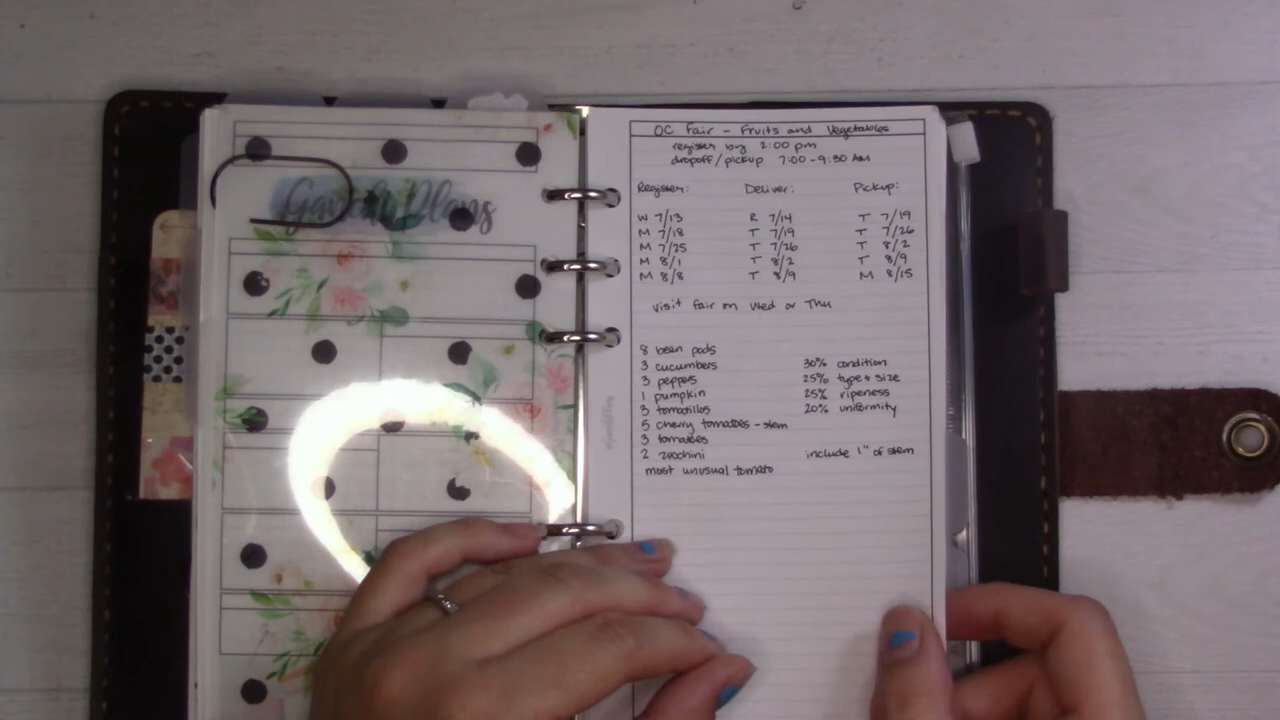 Garden Plans
OC Fair - Fruits and Vegetables
register by 2:00 pm
dropoff/pickup 7:00-9:30 AM
Register: Deliver: Pickup:
W 7/13 R 7/14 T 7/19
M 7/18 T 7/19 T 7/26
M 7/25 T 7/26 T 8/2
M 8/1 T 8/2 T 8/9
M 8/8 T 8/9 M 8/15
visit fair on Wed or Thu
8 bean pods
3 cucumbers 30% condition
3 peppers 25% type + size
1 pumpkin 25% ripeness
3 tomatillos 20% uniformity
5 cherry tomatoes - stem
3 tomatoes
2 zucchini include 1" of stem
most unusual tomato